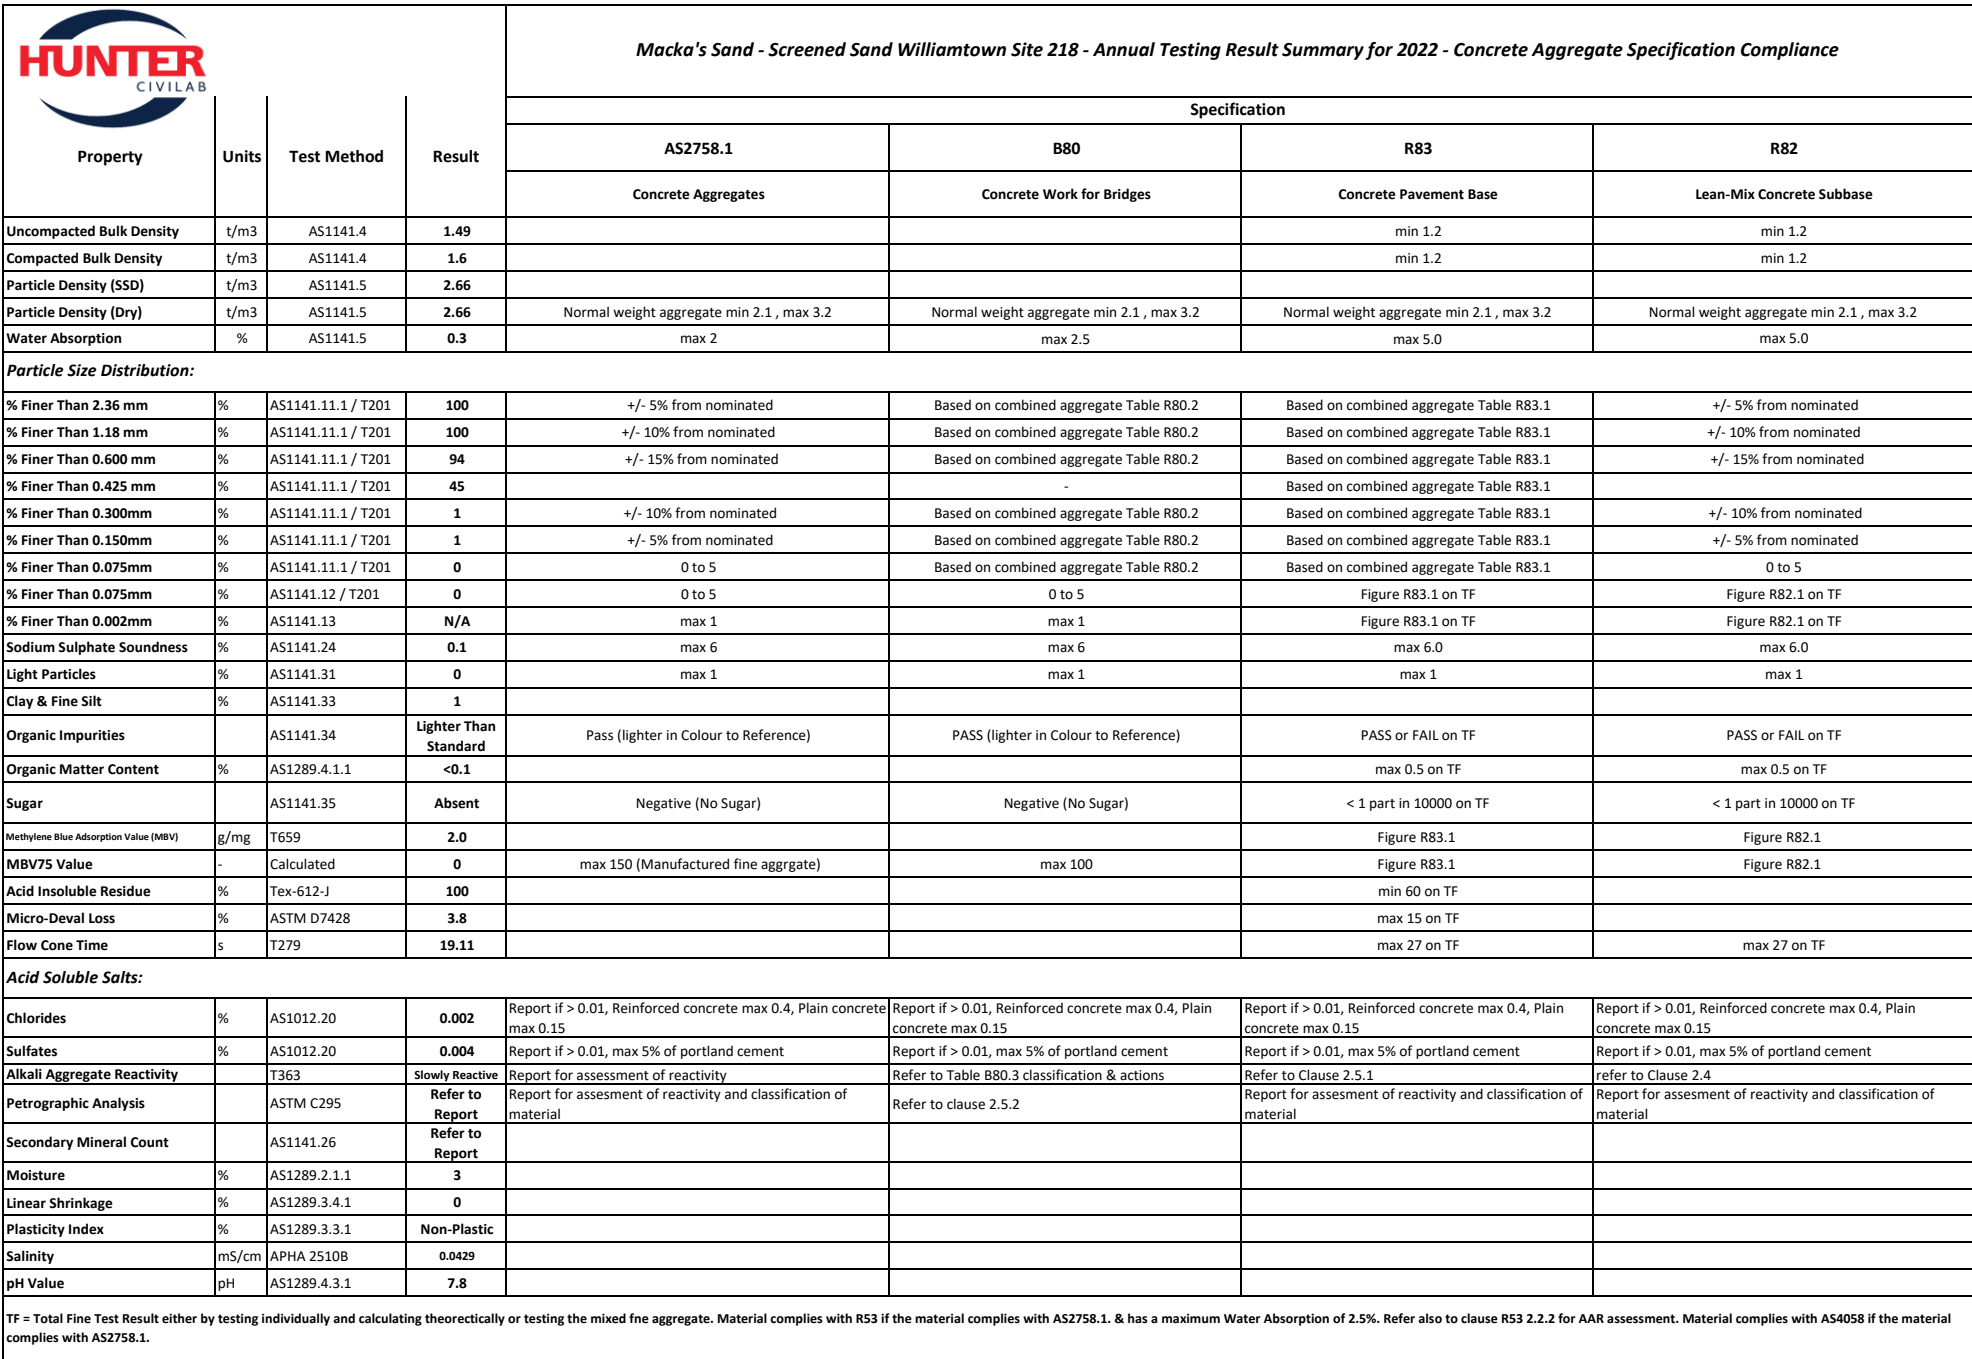 HUNTER
CIVILAB
Macka's Sand - Screened Sand Williamtown Site 218 - Annual Testing Result Summary for 2022 - Concrete Aggregate Specification Compliance
Specification
Property Units Test Method Result AS2758.1 B80 R83 R82
Concrete Aggregates Concrete Work for Bridges Concrete Pavement Base Lean-Mix Concrete Subbase
Uncompacted Bulk Density t/m3 AS1141.4 1.49 min 1.2 min 1.2
Compacted Bulk Density t/m3 AS1141.4 1.6 min 1.2 min 1.2
Particle Density (SSD) t/m3 AS1141.5 2.66
Particle Density (Dry) t/m3 AS1141.5 2.66 Normal weight aggregate min 2.1 , max 3.2 Normal weight aggregate min 2.1 , max 3.2 Normal weight aggregate min 2.1 , max 3.2 Normal weight aggregate min 2.1 , max 3.2
Water Absorption % AS1141.5 0.3 max 2 max 2.5 max 5.0 max 5.0
Particle Size Distribution:
% Finer Than 2.36 mm % AS1141.11.1 / T201 100 +/- 5% from nominated Based on combined aggregate Table R80.2 Based on combined aggregate Table R83.1 +/- 5% from nominated
% Finer Than 1.18 mm % AS1141.11.1 / T201 100 +/- 10% from nominated Based on combined aggregate Table R80.2 Based on combined aggregate Table R83.1 +/- 10% from nominated
% Finer Than 0.600 mm % AS1141.11.1 / T201 94 +/- 15% from nominated Based on combined aggregate Table R80.2 Based on combined aggregate Table R83.1 +/- 15% from nominated
% Finer Than 0.425 mm % AS1141.11.1 / T201 45 - Based on combined aggregate Table R83.1
% Finer Than 0.300mm % AS1141.11.1 / T201 1 +/- 10% from nominated Based on combined aggregate Table R80.2 Based on combined aggregate Table R83.1 +/- 10% from nominated
% Finer Than 0.150mm % AS1141.11.1 / T201 1 +/- 5% from nominated Based on combined aggregate Table R80.2 Based on combined aggregate Table R83.1 +/- 5% from nominated
% Finer Than 0.075mm % AS1141.11.1 / T201 0 0 to 5 Based on combined aggregate Table R80.2 Based on combined aggregate Table R83.1 0 to 5
% Finer Than 0.075mm % AS1141.12 / T201 0 0 to 5 0 to 5 Figure R83.1 on TF Figure R82.1 on TF
% Finer Than 0.002mm % AS1141.13 N/A max 1 max 1 Figure R83.1 on TF Figure R82.1 on TF
Sodium Sulphate Soundness % AS1141.24 0.1 max 6 max 6 max 6.0 max 6.0
Light Particles % AS1141.31 0 max 1 max 1 max 1 max 1
Clay & Fine Silt % AS1141.33 1
Organic Impurities AS1141.34 Lighter Than Standard Pass (lighter in Colour to Reference) PASS (lighter in Colour to Reference) PASS or FAIL on TF PASS or FAIL on TF
Organic Matter Content % AS1289.4.1.1 <0.1 max 0.5 on TF max 0.5 on TF
Sugar AS1141.35 Absent Negative (No Sugar) Negative (No Sugar) < 1 part in 10000 on TF < 1 part in 10000 on TF
Methylene Blue Adsorption Value (MBV) g/mg T659 2.0 Figure R83.1 Figure R82.1
MBV75 Value - Calculated 0 max 150 (Manufactured fine aggrgate) max 100 Figure R83.1 Figure R82.1
Acid Insoluble Residue % Tex-612-J 100 min 60 on TF
Micro-Deval Loss % ASTM D7428 3.8 max 15 on TF
Flow Cone Time s T279 19.11 max 27 on TF max 27 on TF
Acid Soluble Salts:
Chlorides % AS1012.20 0.002 Report if > 0.01, Reinforced concrete max 0.4, Plain concrete max 0.15 Report if > 0.01, Reinforced concrete max 0.4, Plain concrete max 0.15 Report if > 0.01, Reinforced concrete max 0.4, Plain concrete max 0.15 Report if > 0.01, Reinforced concrete max 0.4, Plain concrete max 0.15
Sulfates % AS1012.20 0.004 Report if > 0.01, max 5% of portland cement Report if > 0.01, max 5% of portland cement Report if > 0.01, max 5% of portland cement Report if > 0.01, max 5% of portland cement
Alkali Aggregate Reactivity T363 Slowly Reactive Report for assessment of reactivity Refer to Table B80.3 classification & actions Refer to Clause 2.5.1 refer to Clause 2.4
Petrographic Analysis ASTM C295 Refer to Report Report for assesment of reactivity and classification of material Refer to clause 2.5.2 Report for assesment of reactivity and classification of material Report for assesment of reactivity and classification of material
Secondary Mineral Count AS1141.26 Refer to Report
Moisture % AS1289.2.1.1 3
Linear Shrinkage % AS1289.3.4.1 0
Plasticity Index % AS1289.3.3.1 Non-Plastic
Salinity mS/cm APHA 2510B 0.0429
pH Value pH AS1289.4.3.1 7.8
TF = Total Fine Test Result either by testing individually and calculating theorectically or testing the mixed fne aggregate. Material complies with R53 if the material complies with AS2758.1. & has a maximum Water Absorption of 2.5%. Refer also to clause R53 2.2.2 for AAR assessment. Material complies with AS4058 if the material
complies with AS2758.1.